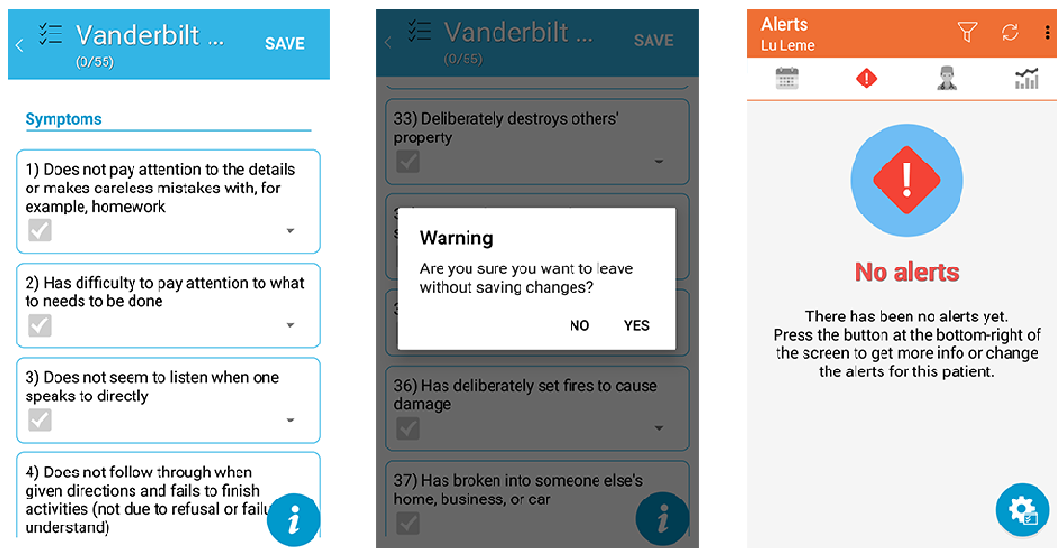 Vanderbilt ...
(0/55)
SAVE
Symptoms
1) Does not pay attention to the details
or makes careless mistakes with, for
example, homework
2) Has difficulty to pay attention to what
to needs to be done
3) Does not seem to listen when one
speaks to directly
4) Does not follow through when
given directions and fails to finish
activities (not due to refusal or
understand)
Vanderbilt ...
(0/55)
SAVE
33) Deliberately destroys others'
property
Warning
Are you sure you want to leave
without saving changes?
NO YES
36) Has deliberately set fires to cause
damage
37) Has broken into someone else's
home, business, or car
Alerts
Lu Leme
No alerts
There has been no alerts yet.
Press the button at the bottom-right of
the screen to get more info or change
the alerts for this patient.